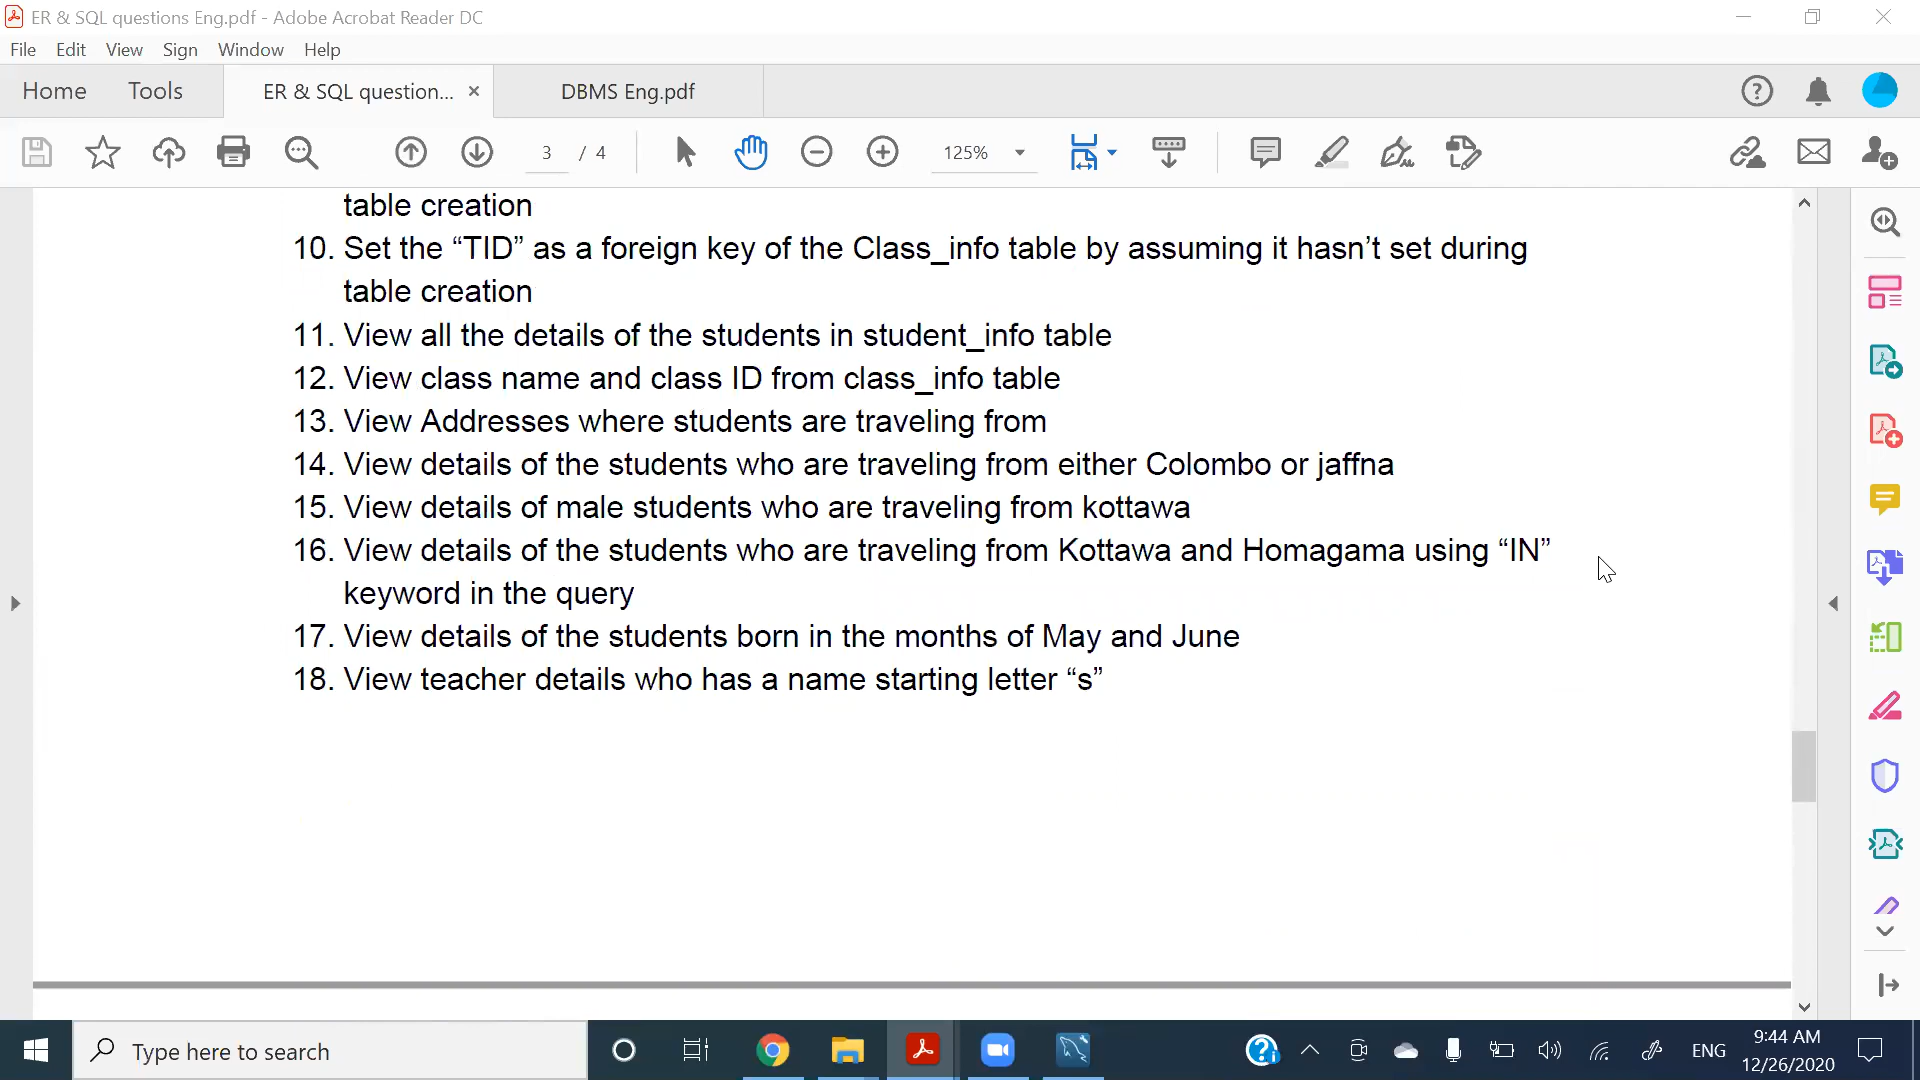 ER & SQL questions Eng.pdf - Adobe Acrobat Reader DC
File Edit View Sign Window Help
Home Tools ER & SQL question... DBMS Eng.pdf
3 / 4 125%
table creation
10. Set the “TID” as a foreign key of the Class_info table by assuming it hasn’t set during
table creation
11. View all the details of the students in student_info table
12. View class name and class ID from class_info table
13. View Addresses where students are traveling from
14. View details of the students who are traveling from either Colombo or jaffna
15. View details of male students who are traveling from kottawa
16. View details of the students who are traveling from Kottawa and Homagama using “IN”
keyword in the query
17. View details of the students born in the months of May and June
18. View teacher details who has a name starting letter “s”
Type here to search
ENG
9:44 AM
12/26/2020